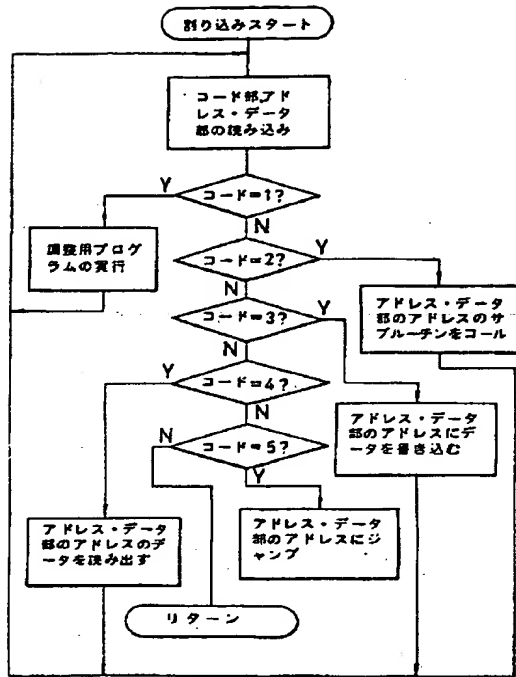 割り込みスタート
コード部,アド
レス・データ
部の読み込み
Y
コード=1?
N
調整用プログ
ラムの実行
コード=2?
Y
N
アドレス・データ
部のアドレスのサ
ブルーチンをコール
コード=3?
Y
N
Y
コード=4?
N
アドレス・データ
部のアドレスにデ
ータを書き込む
N
コード=5?
Y
アドレス・データ
部のアドレスのデ
ータを読み出す
アドレス・データ
部のアドレスにジ
ャンプ
リターン